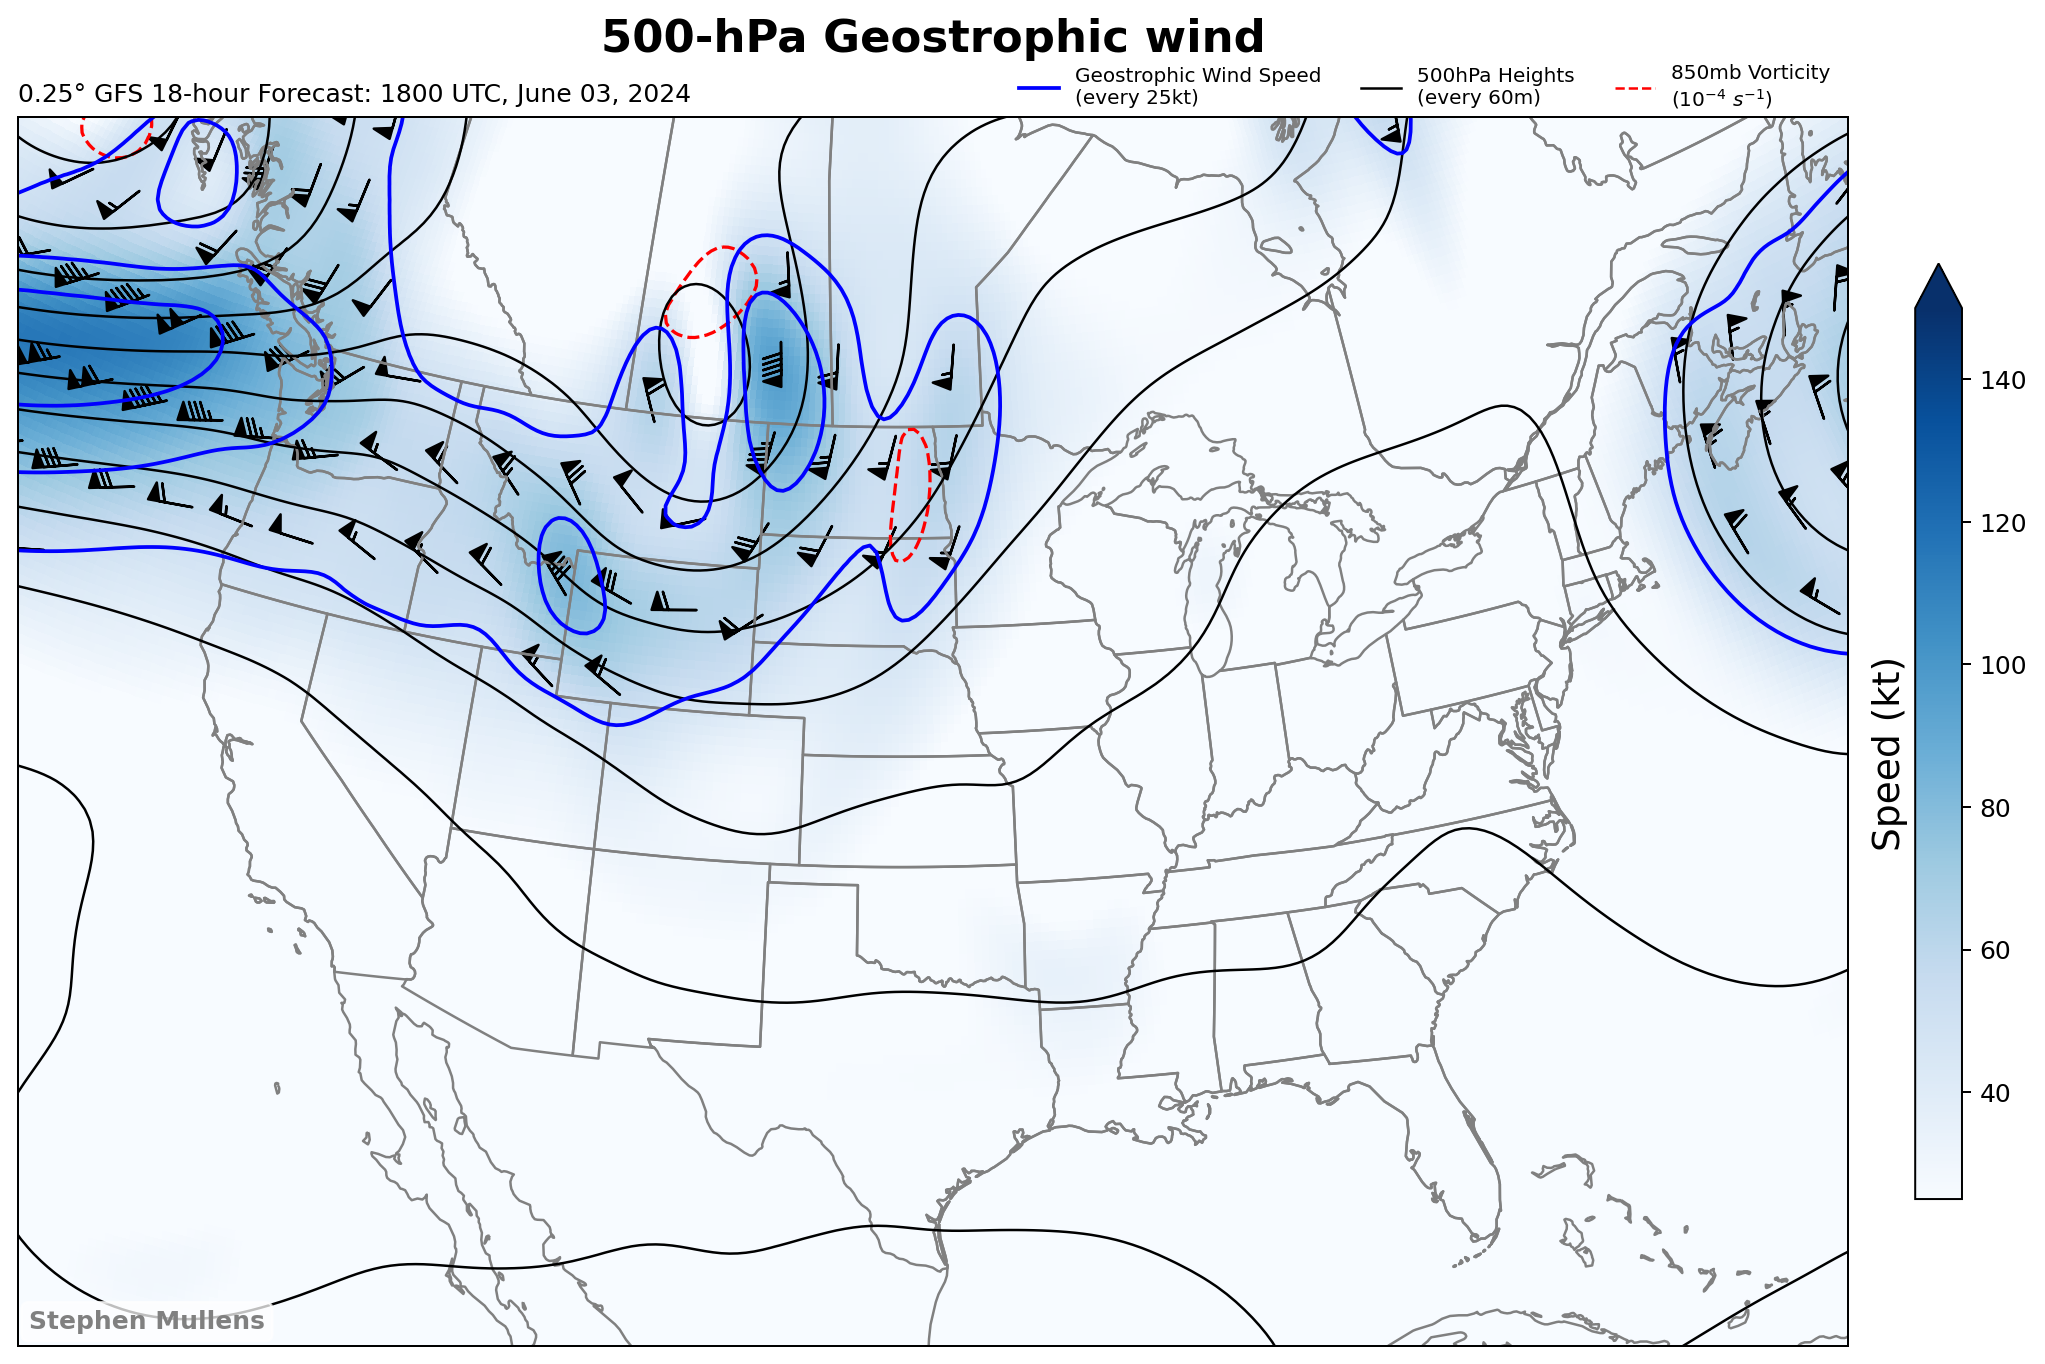 500-hPa Geostrophic wind
0.25° GFS 18-hour Forecast: 1800 UTC, June 03, 2024
Geostrophic Wind Speed
(every 25kt)
500hPa Heights
(every 60m)
850mb Vorticity
(10⁻⁴ s⁻¹)
140
120
100
80
60
40
Speed (kt)
Stephen Mullens